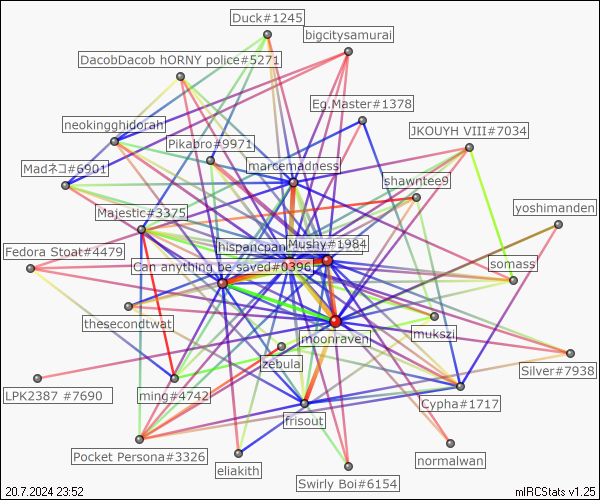 Duck#1245
bigcitysamurai
DacobDacob hORNY police#5271
Eg.Master#1378
neokingghidorah
JKOUYH VIII#7034
Pikabro#9971
marcemadness
Madネコ#6901
shawntee9
Majestic#3375
yoshimanden
hispancpan
Mushy#1984
Fedora Stoat#4479
Can anything be saved#0396
somass
thesecondtwat
moonraven
mukszi
zebula
Silver#7938
LPK2387 #7690
ming#4742
Cypha#1717
frisout
Pocket Persona#3326
normalwan
eliakith
Swirly Boi#6154
20.7.2024 23:52
mIRCStats v1.25